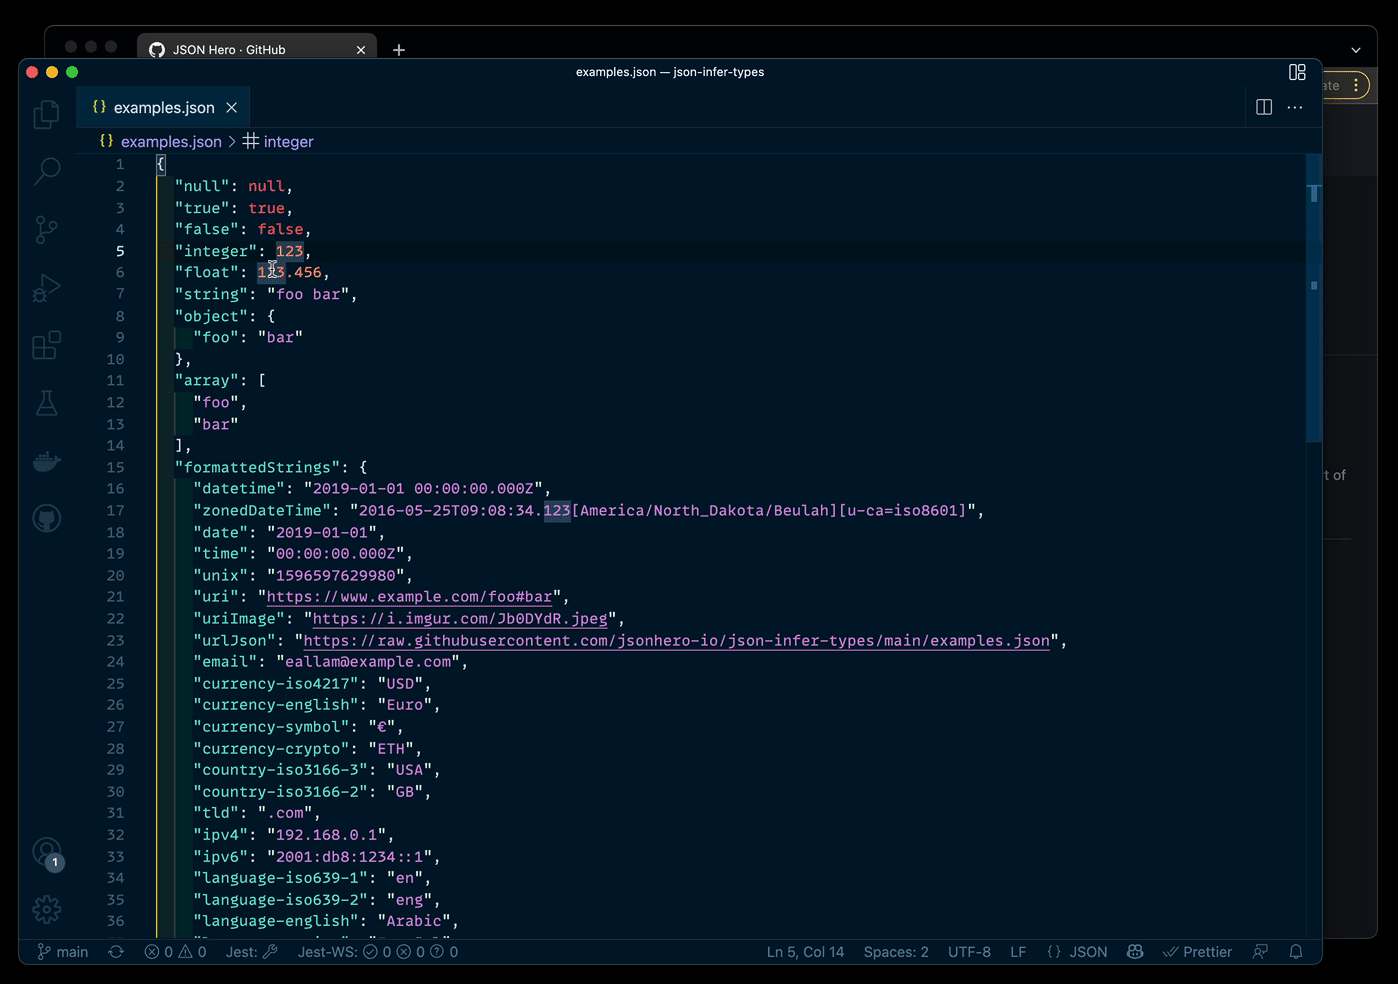 JSON Hero · GitHub
examples.json — json-infer-types
ate
examples.json
examples.json > integer
1 {
2 "null": null,
3 "true": true,
4 "false": false,
5 "integer": 123,
6 "float": 123.456,
7 "string": "foo bar",
8 "object": {
9 "foo": "bar"
10 },
11 "array": [
12 "foo",
13 "bar"
14 ],
15 "formattedStrings": {
t of
16 "datetime": "2019-01-01 00:00:00.000Z",
17 "zonedDateTime": "2016-05-25T09:08:34.123[America/North_Dakota/Beulah][u-ca=iso8601]",
18 "date": "2019-01-01",
19 "time": "00:00:00.000Z",
20 "unix": "1596597629980",
21 "uri": "https://www.example.com/foo#bar",
22 "uriImage": "https://i.imgur.com/Jb0DYdR.jpeg",
23 "urlJson": "https://raw.githubusercontent.com/jsonhero-io/json-infer-types/main/examples.json",
24 "email": "eallam@example.com",
25 "currency-iso4217": "USD",
26 "currency-english": "Euro",
27 "currency-symbol": "€",
28 "currency-crypto": "ETH",
29 "country-iso3166-3": "USA",
30 "country-iso3166-2": "GB",
31 "tld": ".com",
32 "ipv4": "192.168.0.1",
33 "ipv6": "2001:db8:1234::1",
34 "language-iso639-1": "en",
35 "language-iso639-2": "eng",
36 "language-english": "Arabic",
1
main 0 0 Jest: Jest-WS: 0 0 0 Ln 5, Col 14 Spaces: 2 UTF-8 LF {} JSON Prettier